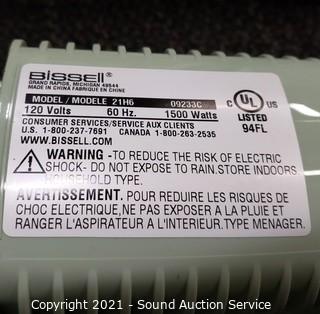 BISSELL
GRAND RAPIDS, MICHIGAN 49544
MADE IN CHINA FABRIQUE EN CHINE
MODEL / MODELE 21H6 09233C
120 Volts 60 Hz. 1500 Watts
CONSUMER SERVICES/SERVICE AUX CLIENTS
U.S. 1-800-237-7691 CANADA 1-800-263-2535
WWW.BISSELL.COM
C UL US
LISTED
94FL
WARNING -TO REDUCE THE RISK OF ELECTRIC
SHOCK- DO NOT EXPOSE TO RAIN.STORE INDOORS.
HOUSEHOLD TYPE.
AVERTISSEMENT. POUR REDUIRE LES RISQUES DE
CHOC ELECTRIQUE,NE PAS EXPOSER A LA PLUIE ET
RANGER L'ASPIRATEUR A L'INTERIEUR.TYPE MENAGER.
Copyright 2021 - Sound Auction Service